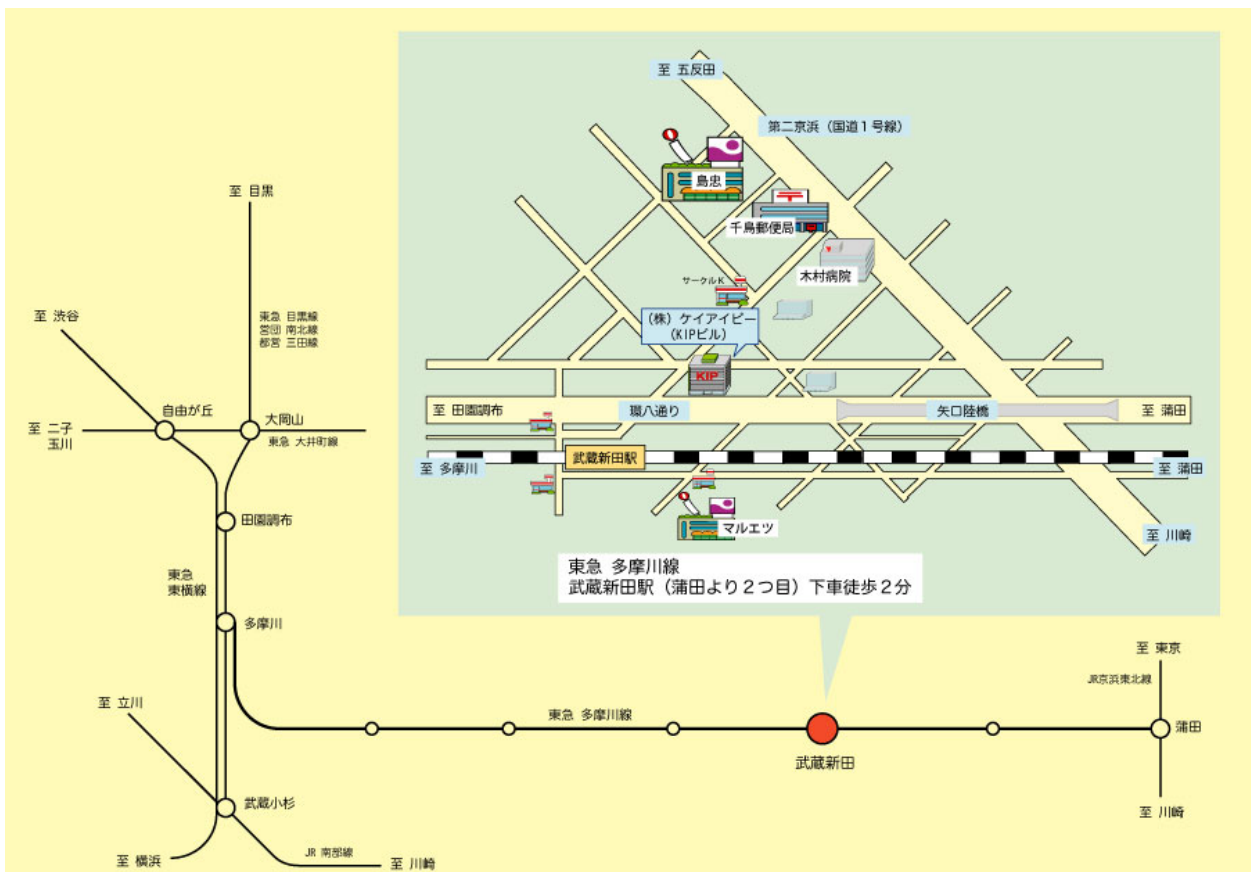 至 五反田
第二京浜（国道１号線）
島忠
千鳥郵便局
木村病院
サークルＫ
（株）ケイアイピー
（KIPビル）
KIP
至 田園調布
環八通り
矢口陸橋
至 蒲田
至 多摩川
武蔵新田駅
至 蒲田
マルエツ
至 川崎
東急 多摩川線
武蔵新田駅（蒲田より２つ目）下車徒歩２分
至 目黒
東急 目黒線
営団 南北線
都営 三田線
至 渋谷
自由が丘
大岡山
至 二子
玉川
東急 大井町線
田園調布
東急
東横線
多摩川
至 立川
東急 多摩川線
武蔵新田
至 東京
JR京浜東北線
蒲田
至 川崎
武蔵小杉
JR 南部線
至 横浜
至 川崎